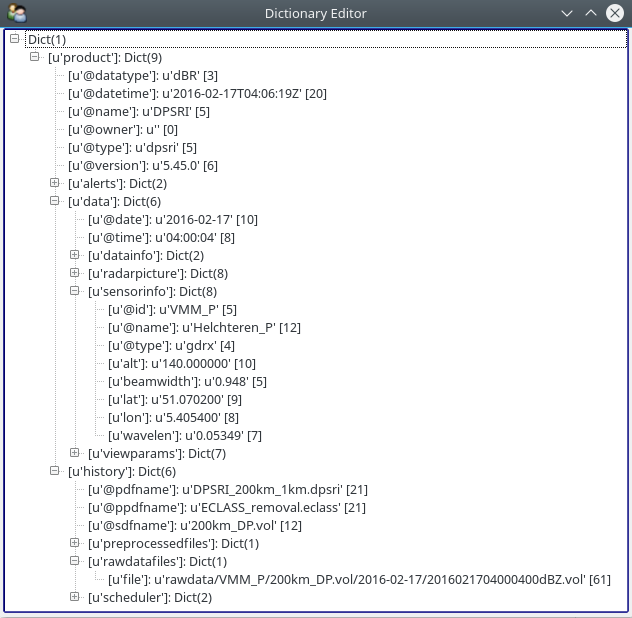 Dictionary Editor
Dict(1)
[u'product']: Dict(9)
[u'@datatype']: u'dBR' [3]
[u'@datetime']: u'2016-02-17T04:06:19Z' [20]
[u'@name']: u'DPSRI' [5]
[u'@owner']: u'' [0]
[u'@type']: u'dpsri' [5]
[u'@version']: u'5.45.0' [6]
[u'alerts']: Dict(2)
[u'data']: Dict(6)
[u'@date']: u'2016-02-17' [10]
[u'@time']: u'04:00:04' [8]
[u'datainfo']: Dict(2)
[u'radarpicture']: Dict(8)
[u'sensorinfo']: Dict(8)
[u'@id']: u'VMM_P' [5]
[u'@name']: u'Helchteren_P' [12]
[u'@type']: u'gdrx' [4]
[u'alt']: u'140.000000' [10]
[u'beamwidth']: u'0.948' [5]
[u'lat']: u'51.070200' [9]
[u'lon']: u'5.405400' [8]
[u'wavelen']: u'0.05349' [7]
[u'viewparams']: Dict(7)
[u'history']: Dict(6)
[u'@pdfname']: u'DPSRI_200km_1km.dpsri' [21]
[u'@ppdfname']: u'ECLASS_removal.eclass' [21]
[u'@sdfname']: u'200km_DP.vol' [12]
[u'preprocessedfiles']: Dict(1)
[u'rawdatafiles']: Dict(1)
[u'file']: u'rawdata/VMM_P/200km_DP.vol/2016-02-17/2016021704000400dBZ.vol' [61]
[u'scheduler']: Dict(2)